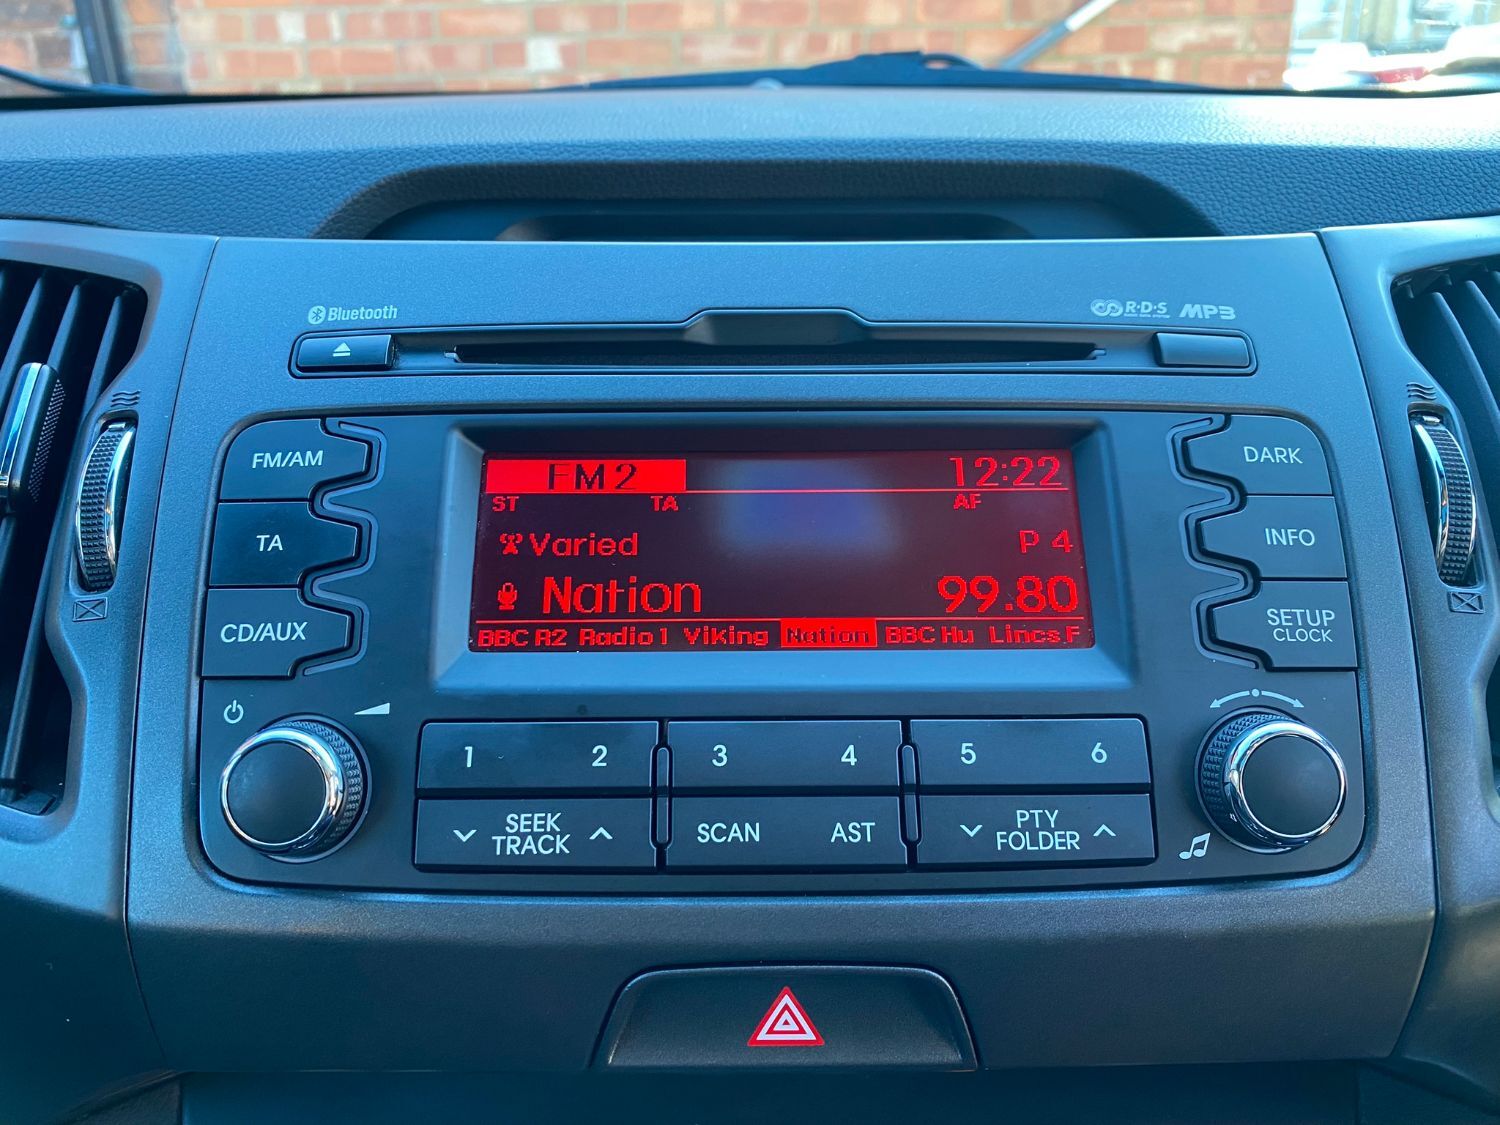 Bluetooth
R·D·S MP3
FM/AM
TA
CD/AUX
FM 2
12:22
ST TA AF
Varied P 4
Nation 99.80
BBC R2 Radio1 Viking Nation BBC Hu Lincs F
DARK
INFO
SETUP
CLOCK
1 2 3 4 5 6
SEEK
TRACK
SCAN AST
PTY
FOLDER